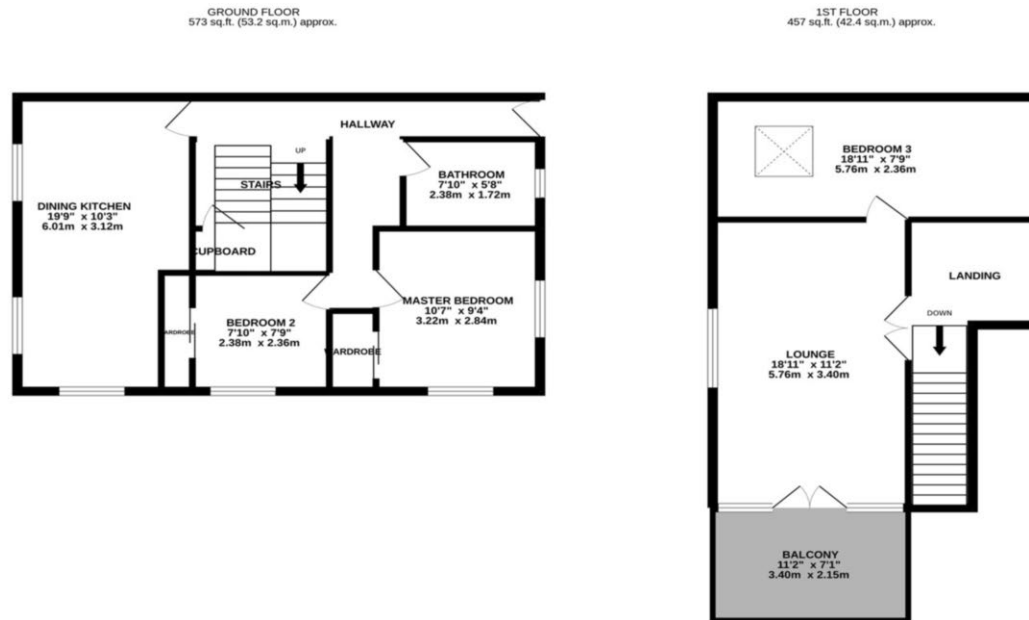 GROUND FLOOR
573 sq.ft. (53.2 sq.m.) approx.
1ST FLOOR
457 sq.ft. (42.4 sq.m.) approx.
HALLWAY
UP
STAIRS
BATHROOM
7'10" x 5'8"
2.38m x 1.72m
DINING KITCHEN
19'9" x 10'3"
6.01m x 3.12m
CUPBOARD
MASTER BEDROOM
10'7" x 9'4"
3.22m x 2.84m
BEDROOM 2
7'10" x 7'9"
2.38m x 2.36m
WARDROBE
WARDROBE
BEDROOM 3
18'11" x 7'9"
5.76m x 2.36m
LANDING
DOWN
LOUNGE
18'11" x 11'2"
5.76m x 3.40m
BALCONY
11'2" x 7'1"
3.40m x 2.15m